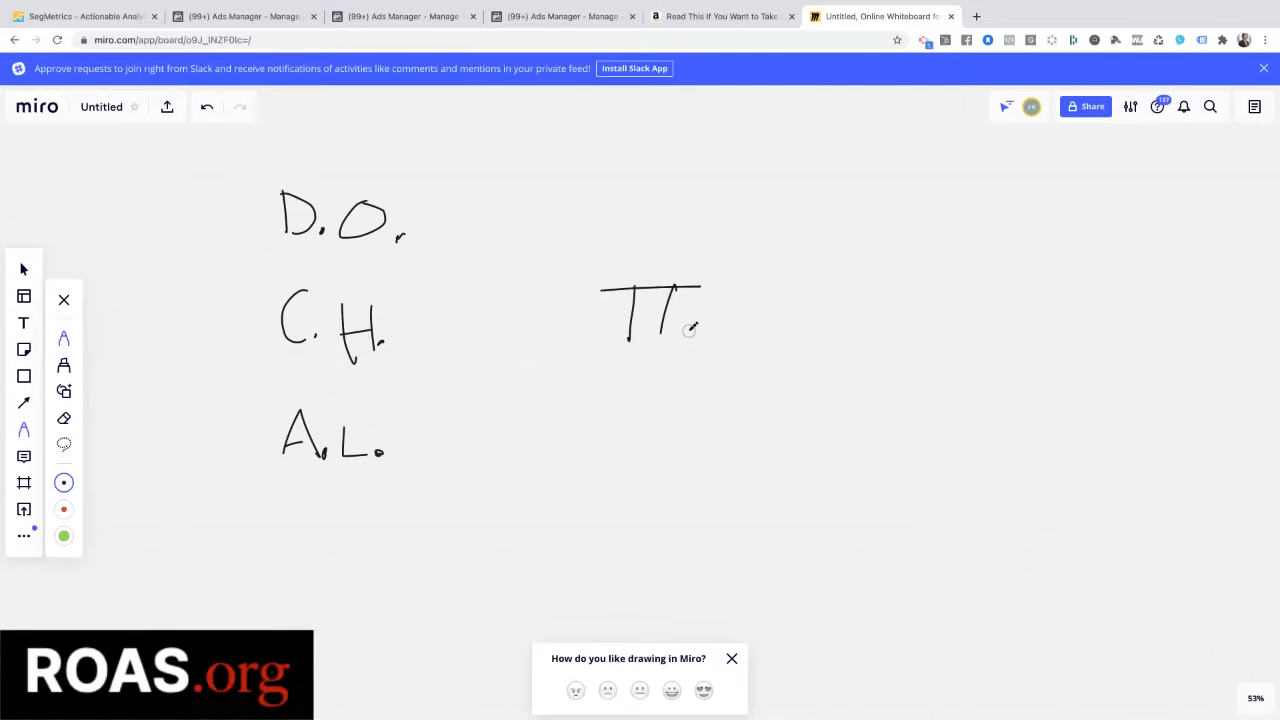 SegMetrics - Actionable Analy
(99+) Ads Manager - Manage
(99+) Ads Manager - Manage
(99+) Ads Manager - Manage
Read This if You Want to Take
Untitled, Online Whiteboard fo
miro.com/app/board/o9J_lNZF0Ic=/
Approve requests to join right from Slack and receive notifications of activities like comments and mentions in your private feed! Install Slack App
miro Untitled Share 137
D.O.
C.H.
A.L.
ROAS.org
How do you like drawing in Miro?
53%